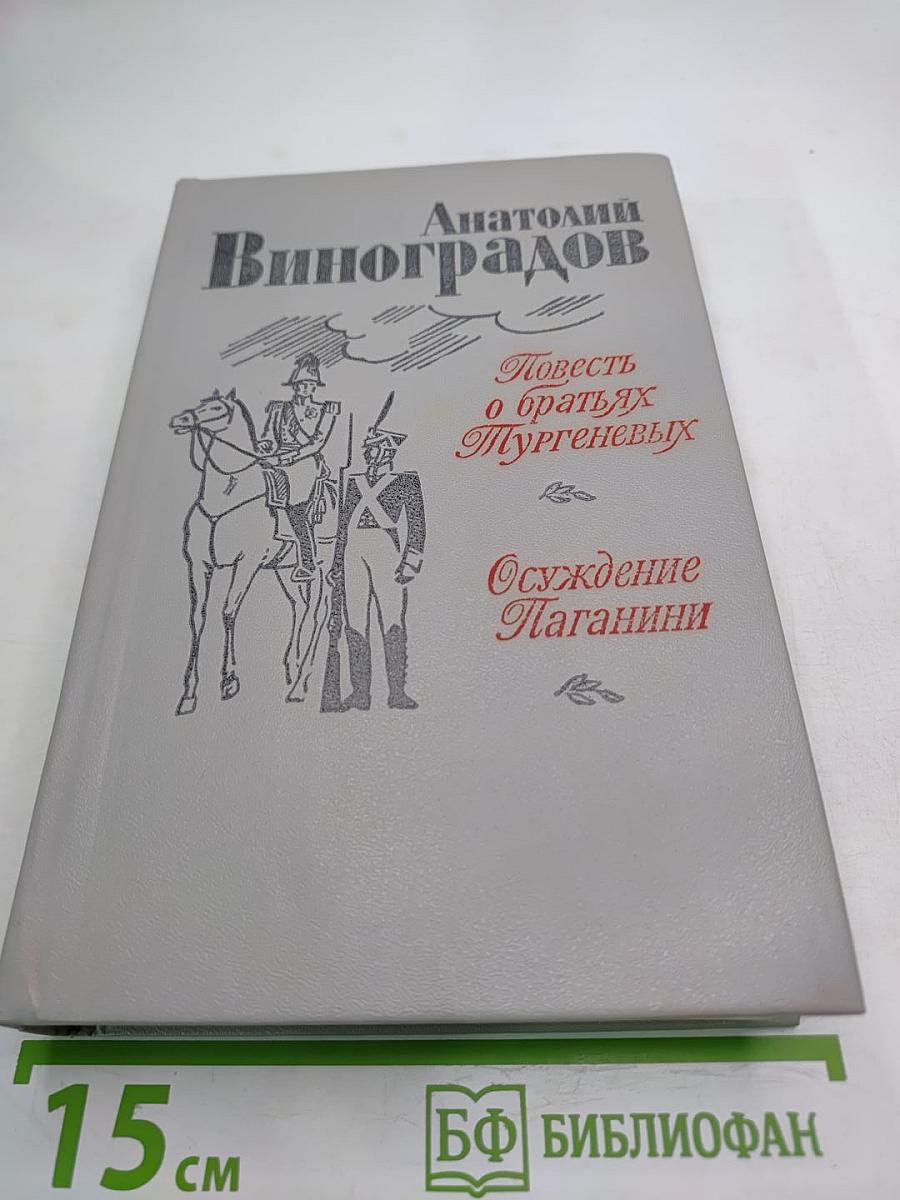 Анатолий
Виноградов
Повесть
о братьях
Тургеневых
Осуждение
Паганини
15 см
БФ БИБЛИОФАН